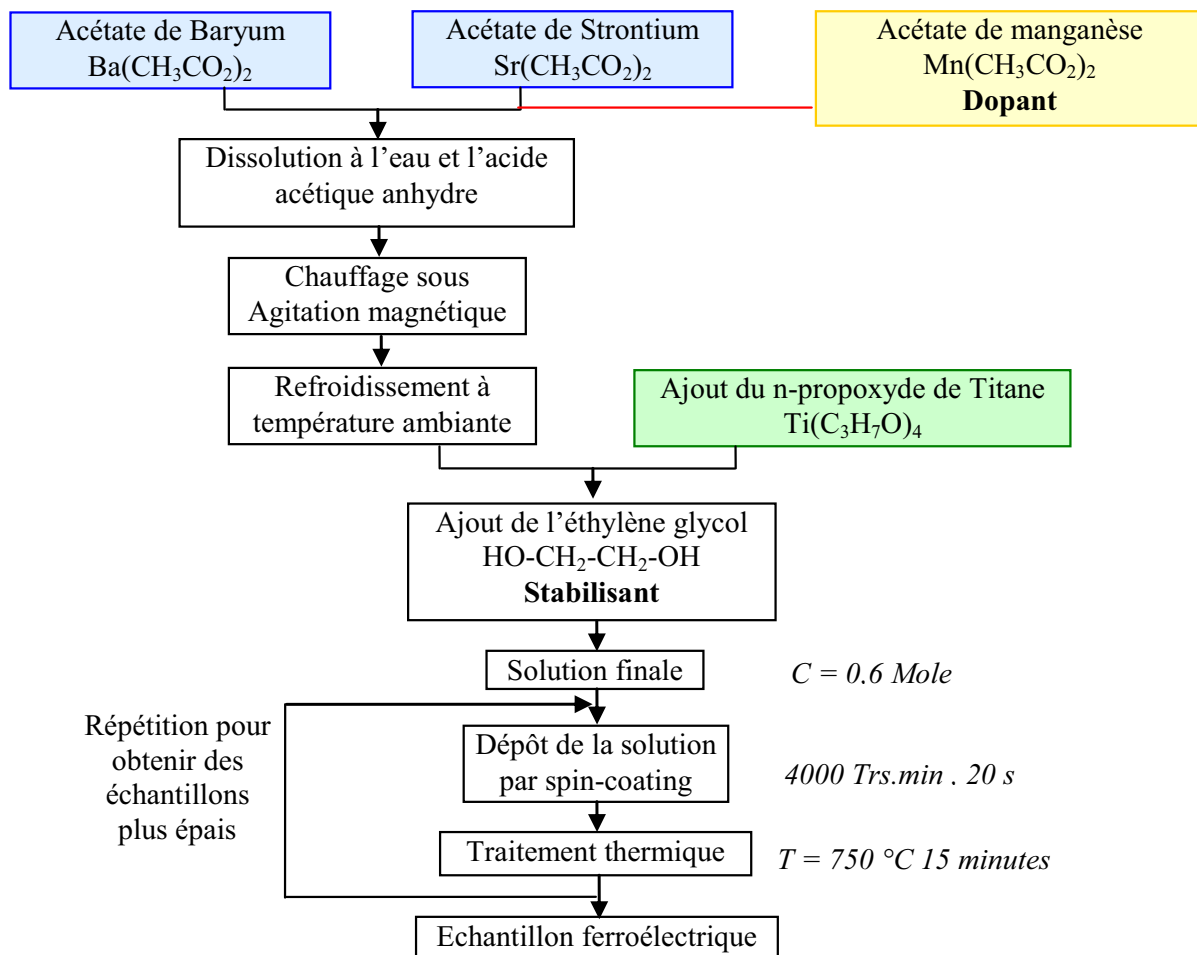 Acétate de Baryum
Ba(CH₃CO₂)₂
Acétate de Strontium
Sr(CH₃CO₂)₂
Acétate de manganèse
Mn(CH₃CO₂)₂
Dopant
Dissolution à l’eau et l’acide
acétique anhydre
Chauffage sous
Agitation magnétique
Refroidissement à
température ambiante
Ajout du n-propoxyde de Titane
Ti(C₃H₇O)₄
Ajout de l’éthylène glycol
HO-CH₂-CH₂-OH
Stabilisant
Solution finale
C = 0.6 Mole
Répétition pour
obtenir des
échantillons
plus épais
Dépôt de la solution
par spin-coating
4000 Trs.min . 20 s
Traitement thermique
T = 750 °C 15 minutes
Echantillon ferroélectrique